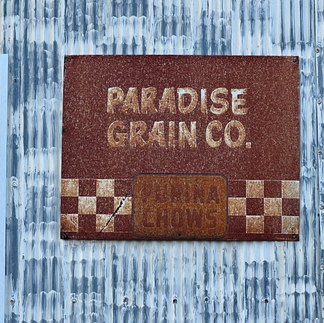 PARADISE
GRAIN CO.
PURINA
CHOWS